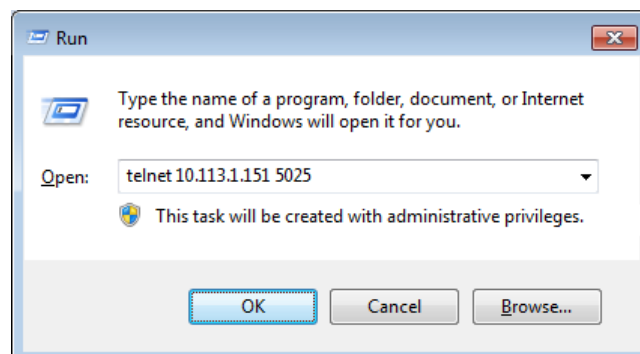 Run
Type the name of a program, folder, document, or Internet
resource, and Windows will open it for you.
Open: telnet 10.113.1.151 5025
This task will be created with administrative privileges.
OK Cancel Browse...